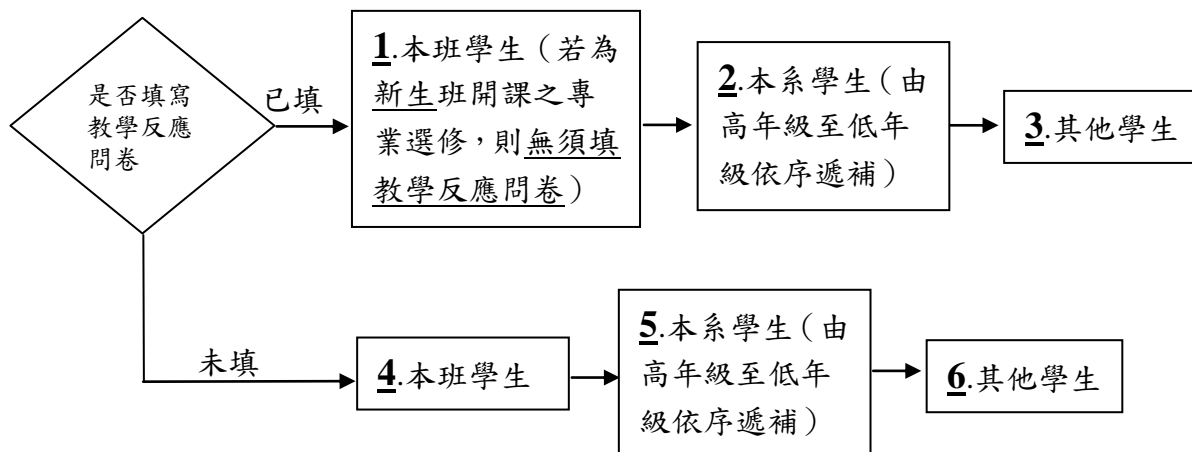 是否填寫
教學反應
問卷
已填
1.本班學生（若為
新生班開課之專
業選修，則無須填
教學反應問卷）
2.本系學生（由
高年級至低年
級依序遞補）
3.其他學生
未填
4.本班學生
5.本系學生（由
高年級至低年
級依序遞補）
6.其他學生